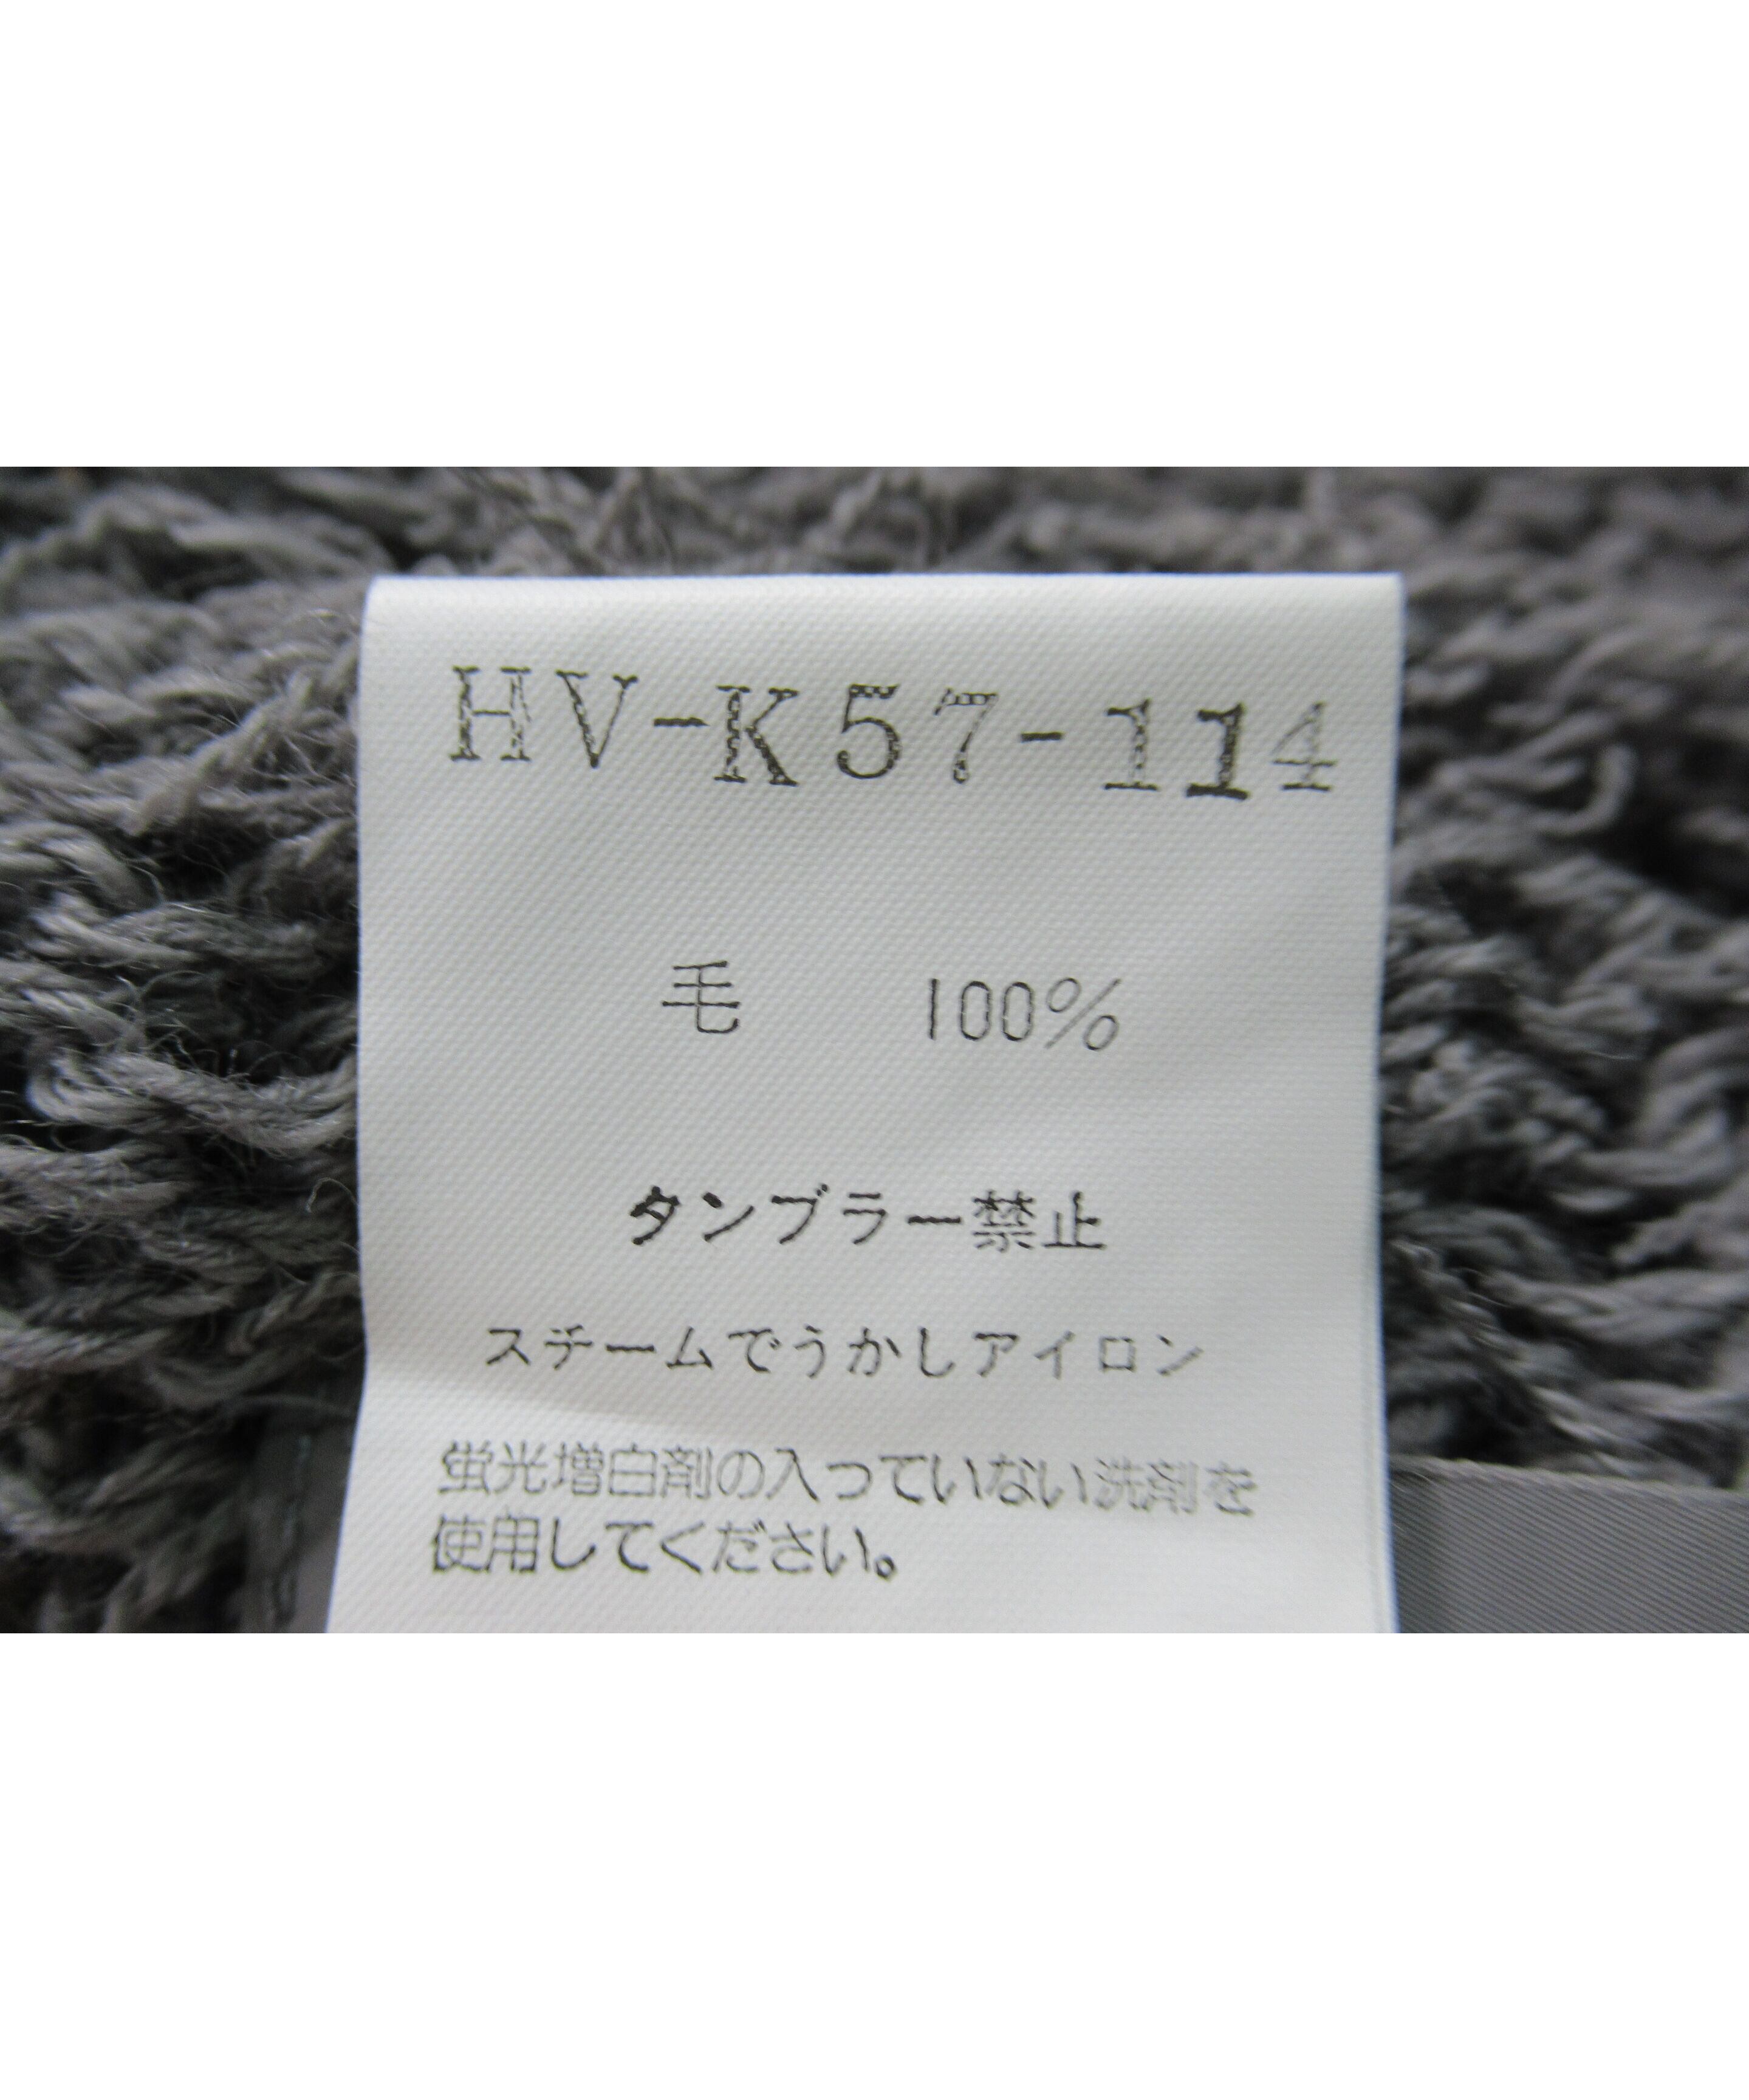 HV-K57-114
毛 100%
タンブラー禁止
スチームでうかしアイロン
蛍光増白剤の入っていない洗剤を
使用してください。